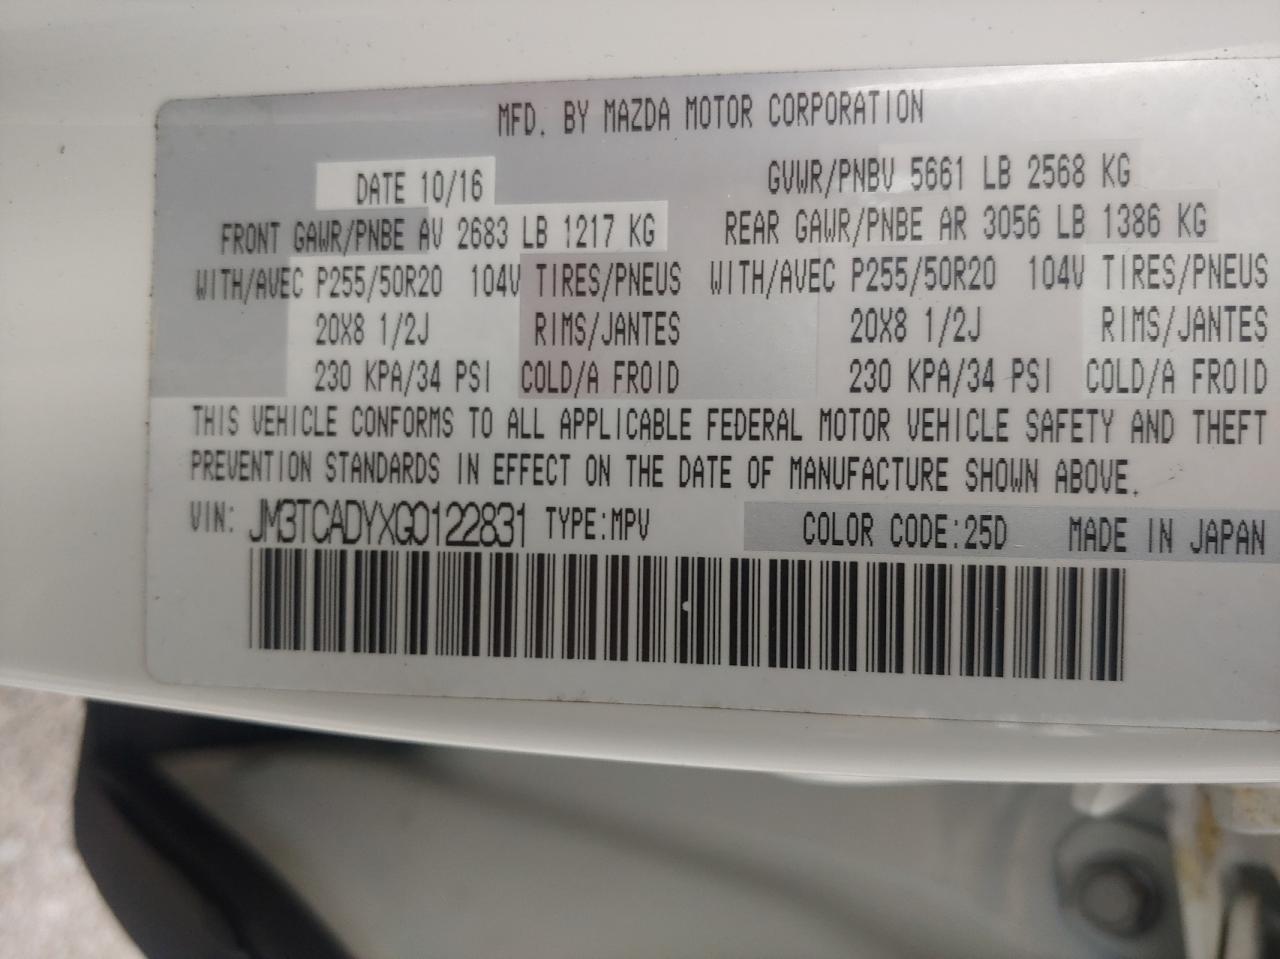 MFD. BY MAZDA MOTOR CORPORATION
DATE 10/16 GVWR/PNBV 5661 LB 2568 KG
FRONT GAWR/PNBE AV 2683 LB 1217 KG REAR GAWR/PNBE AR 3056 LB 1386 KG
WITH/AVEC P255/50R20 104V TIRES/PNEUS WITH/AVEC P255/50R20 104V TIRES/PNEUS
20X8 1/2J RIMS/JANTES 20X8 1/2J RIMS/JANTES
230 KPA/34 PSI COLD/A FROID 230 KPA/34 PSI COLD/A FROID
THIS VEHICLE CONFORMS TO ALL APPLICABLE FEDERAL MOTOR VEHICLE SAFETY AND THEFT
PREVENTION STANDARDS IN EFFECT ON THE DATE OF MANUFACTURE SHOWN ABOVE.
VIN: JM3TCADYXG0122831 TYPE:MPV COLOR CODE:25D MADE IN JAPAN